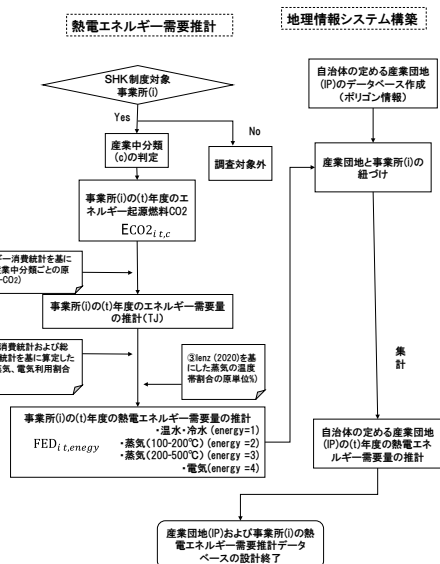 熱電エネルギー需要推計
地理情報システム構築
SHK制度対象
事業所(i)
Yes
No
産業中分類
(c)の判定
調査対象外
事業所(i)の(t)年度のエ
ネルギー起源燃料CO2
ECO2it,c
ギー消費統計を基に
産業中分類ごとの原
-CO2)
事業所(i)の(t)年度のエネルギー需要量
の推計(TJ)
消費統計および総
統計を基に算定した
蒸気、電気利用割合
③lenz (2020)を基
にした蒸気の温度
帯割合の原単位%)
事業所(i)の(t)年度の熱電エネルギー需要量の推計
FEDit,enegy
・温水・冷水 (energy=1)
・蒸気(100-200℃) (energy =2)
・蒸気(200-500℃) (energy =3)
・電気(energy =4)
自治体の定める産業団地
(IP)のデータベース作成
(ポリゴン情報)
産業団地と事業所(i)の
紐づけ
集
計
自治体の定める産業団地
(IP)の(t)年度の熱電エネ
ルギー需要量の推計
産業団地(IP)および事業所(i)の熱
電エネルギー需要推計データ
ベースの設計終了